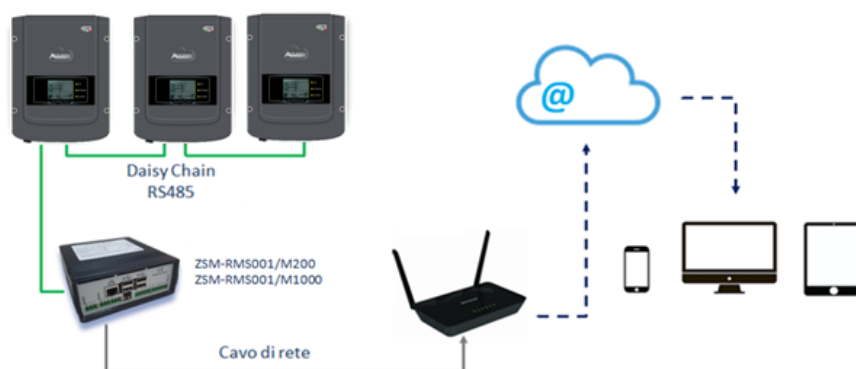 Daisy Chain
RS485
@
ZSM-RMS001/M200
ZSM-RMS001/M1000
Cavo di rete